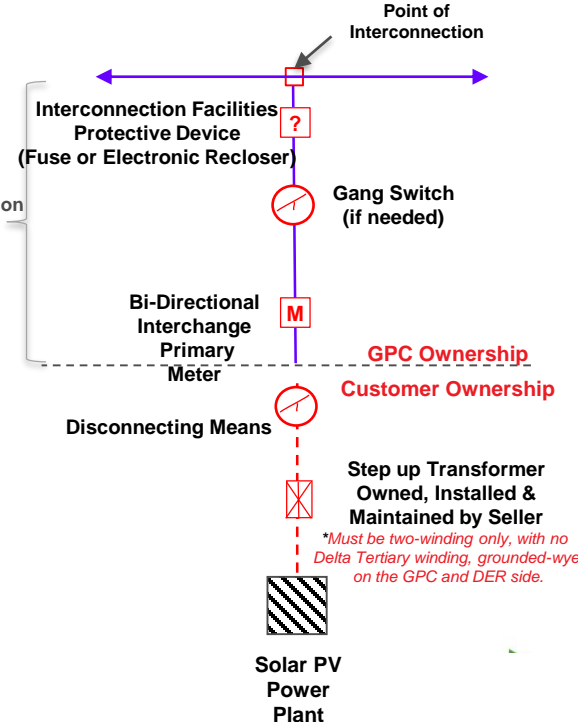 Point of
Interconnection
Interconnection Facilities
Protective Device
(Fuse or Electronic Recloser)
?
on
Gang Switch
(if needed)
Bi-Directional
Interchange
Primary
Meter
M
GPC Ownership
Customer Ownership
Disconnecting Means
Step up Transformer
Owned, Installed &
Maintained by Seller
*Must be two-winding only, with no
Delta Tertiary winding, grounded-wye
on the GPC and DER side.
Solar PV
Power
Plant